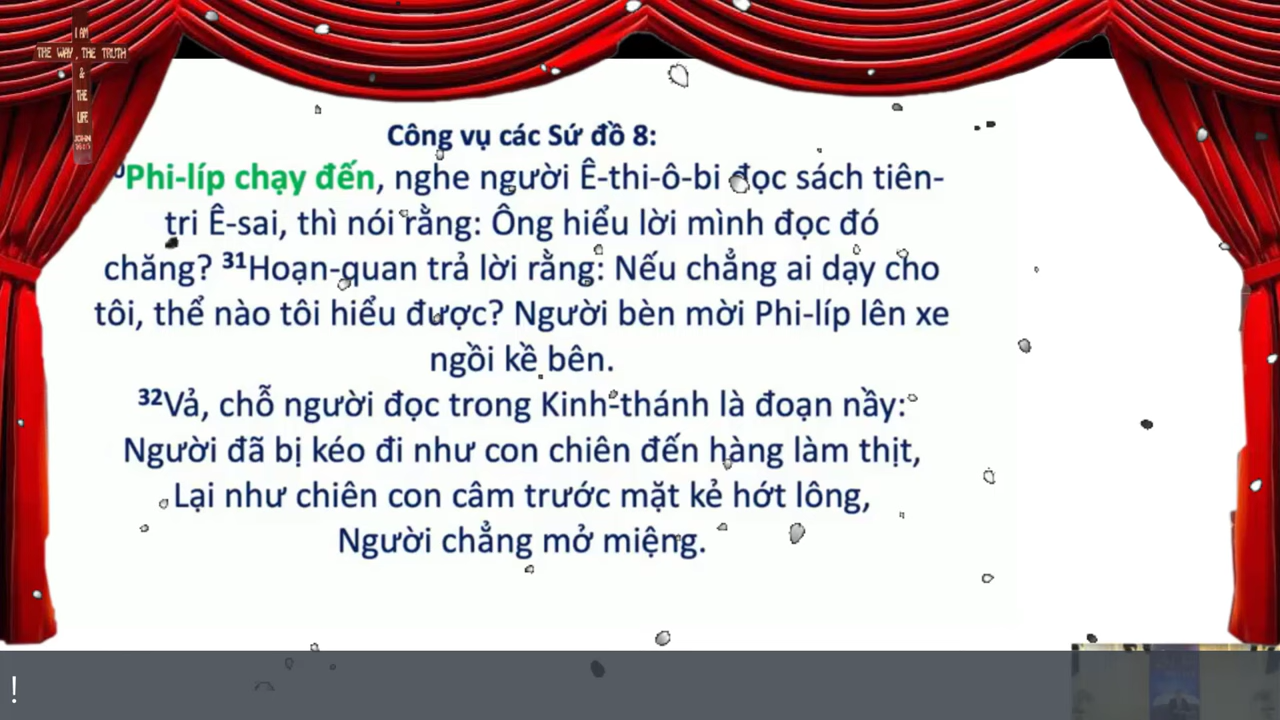 I AM
THE WAY, THE TRUTH
&
THE
LIFE
JOHN
Công vụ các Sứ đồ 8:
Phi-líp chạy đến, nghe người Ê-thi-ô-bi đọc sách tiên-
tri Ê-sai, thì nói rằng: Ông hiểu lời mình đọc đó
chăng? 31Hoạn-quan trả lời rằng: Nếu chẳng ai dạy cho
tôi, thể nào tôi hiểu được? Người bèn mời Phi-líp lên xe
ngồi kề bên.
32Vả, chỗ người đọc trong Kinh-thánh là đoạn nầy:
Người đã bị kéo đi như con chiên đến hàng làm thịt,
Lại như chiên con câm trước mặt kẻ hớt lông,
Người chẳng mở miệng.
!